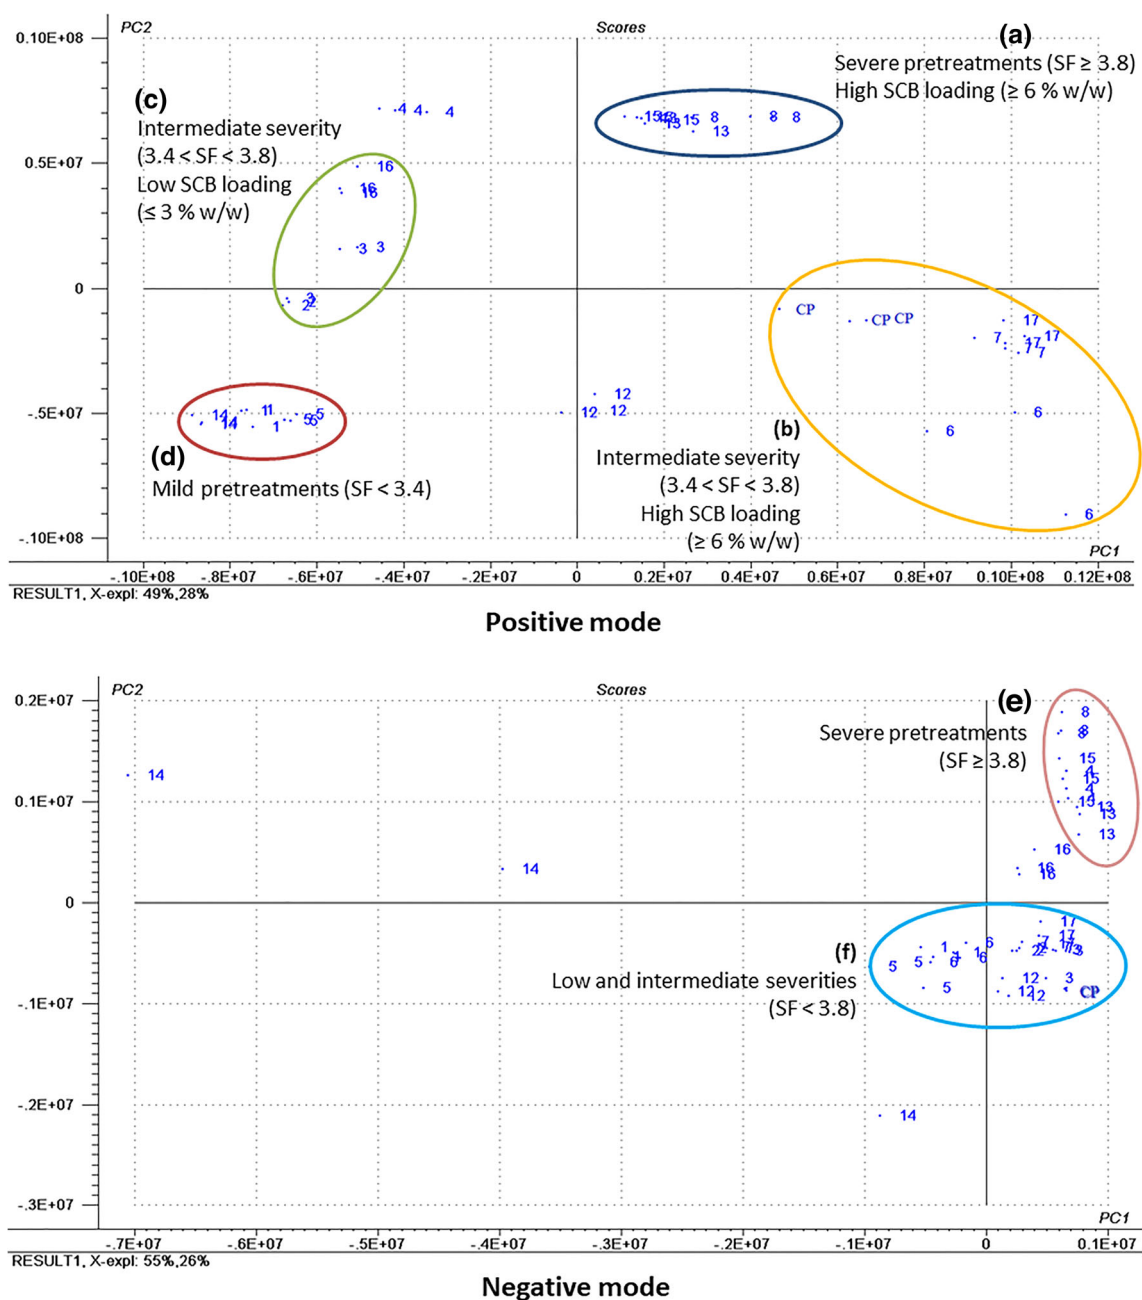 PC2
Scores
(a)
0.10E+08
Severe pretreatments (SF ≥ 3.8)
High SCB loading (≥ 6 % w/w)
(c)
4 4 4
15 15 8 8
13
13
Intermediate severity
(3.4 < SF < 3.8)
0.5E+07
16
16
16
Low SCB loading
(≤ 3 % w/w)
3 3
0
2
CP
CP CP
17
7 17
7
6
6
6
12
12 12
-.5E+07
14 11 5
14 1 5
(b)
(d)
Intermediate severity
(3.4 < SF < 3.8)
Mild pretreatments (SF < 3.4)
High SCB loading
(≥ 6 % w/w)
-.10E+08
PC1
-.10E+08 -.8E+07 -.6E+07 -.4E+07 -.2E+07 0 0.2E+07 0.4E+07 0.6E+07 0.8E+07 0.10E+08 0.12E+08
RESULT1, X-expl: 49%,28%
Positive mode
PC2
Scores
0.2E+07
(e)
8
8
Severe pretreatments
(SF ≥ 3.8)
15
4
15
4
14
0.1E+07
13
13
13
16
16
16
14
0
17
17
1 1 6
5 5 6
(f)
Low and intermediate severities
(SF < 3.8)
12 3
5 12 12 CP
-.1E+07
-.2E+07
14
-.3E+07
PC1
-.7E+07 -.6E+07 -.5E+07 -.4E+07 -.3E+07 -.2E+07 -.1E+07 0 0.1E+07
RESULT1, X-expl: 55%,26%
Negative mode